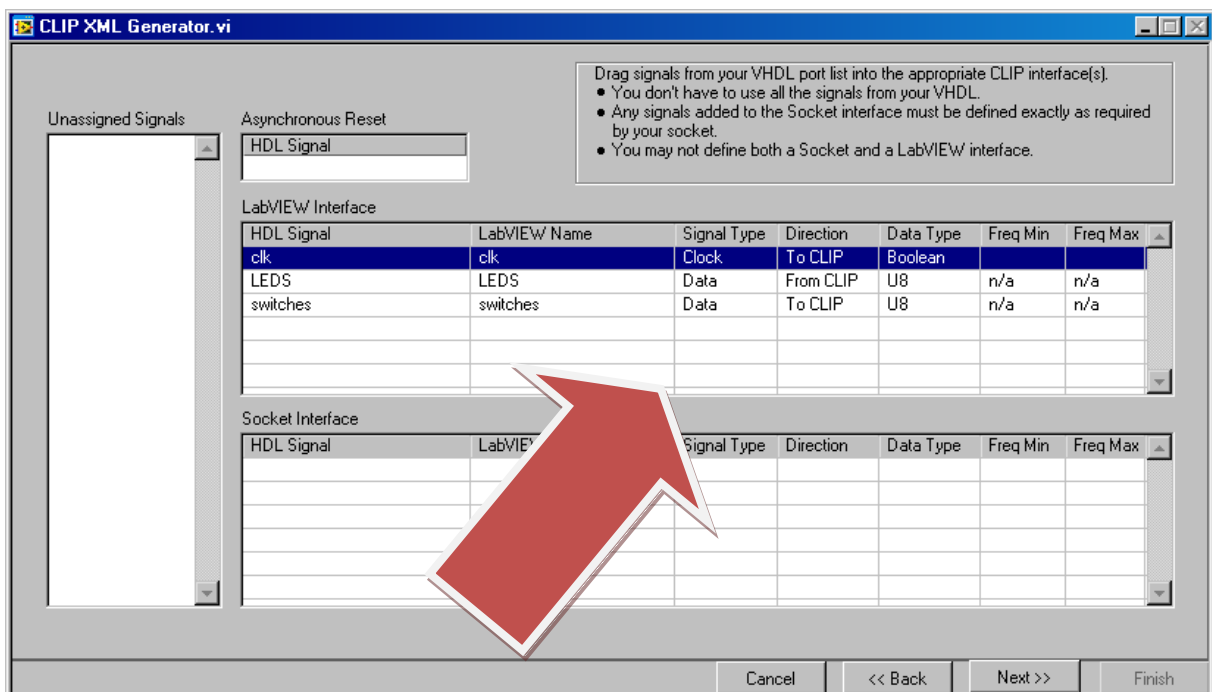 CLIP XML Generator.vi
Drag signals from your VHDL port list into the appropriate CLIP interface(s).
• You don't have to use all the signals from your VHDL.
• Any signals added to the Socket interface must be defined exactly as required
by your socket.
• You may not define both a Socket and a LabVIEW interface.
Unassigned Signals
Asynchronous Reset
HDL Signal
LabVIEW Interface
HDL Signal LabVIEW Name Signal Type Direction Data Type Freq Min Freq Max
clk clk Clock To CLIP Boolean
LEDS LEDS Data From CLIP U8 n/a n/a
switches switches Data To CLIP U8 n/a n/a
Socket Interface
HDL Signal Signal Type Direction Data Type Freq Min Freq Max
Cancel << Back Next >> Finish